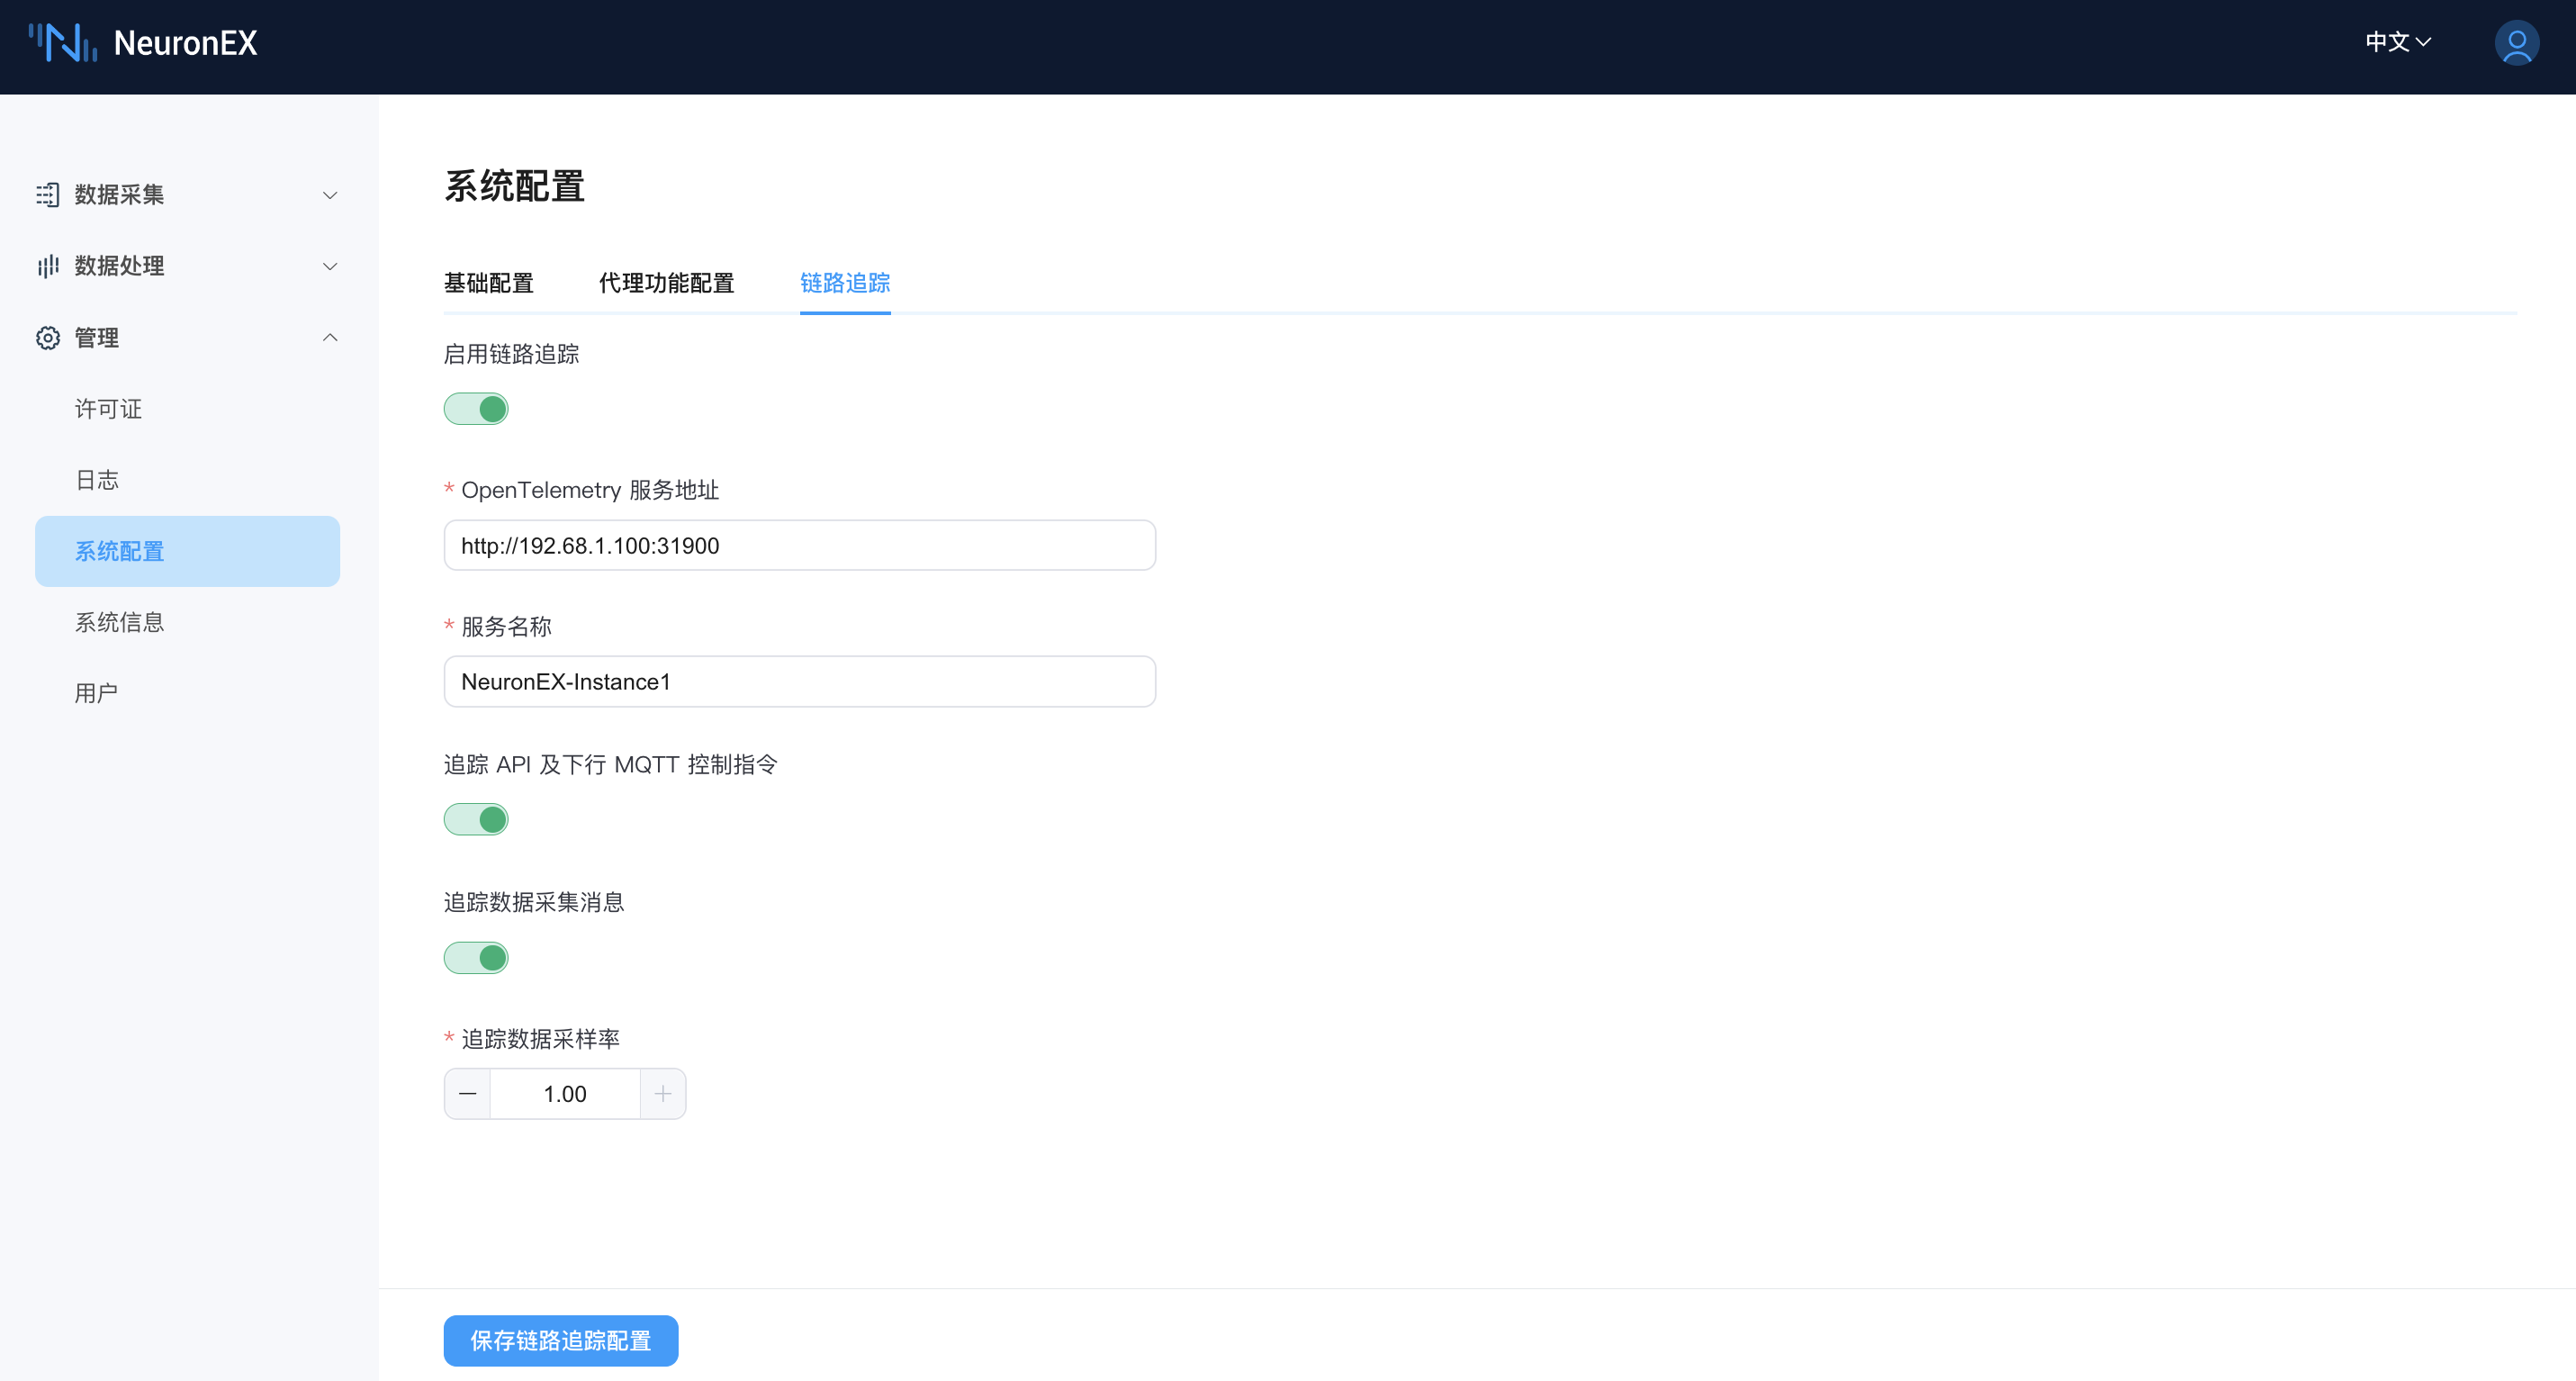 NeuronEX
中文
数据采集
数据处理
管理
许可证
日志
系统配置
系统信息
用户
系统配置
基础配置 代理功能配置 链路追踪
启用链路追踪
* OpenTelemetry 服务地址
http://192.68.1.100:31900
* 服务名称
NeuronEX-Instance1
追踪 API 及下行 MQTT 控制指令
追踪数据采集消息
* 追踪数据采样率
1.00
保存链路追踪配置